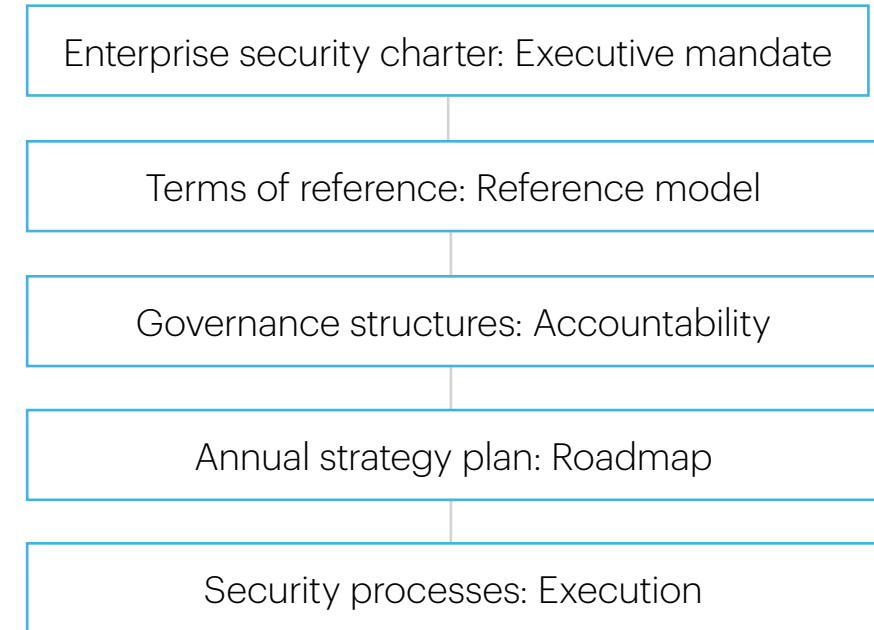 Enterprise security charter: Executive mandate
Terms of reference: Reference model
Governance structures: Accountability
Annual strategy plan: Roadmap
Security processes: Execution